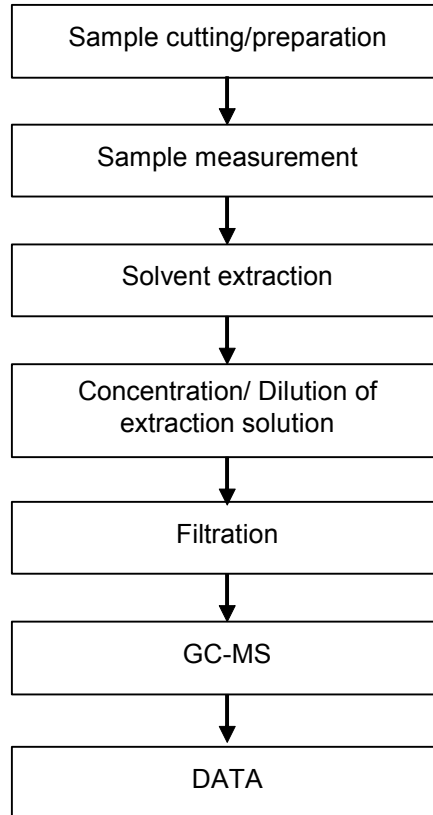 Sample cutting/preparation
Sample measurement
Solvent extraction
Concentration/ Dilution of
extraction solution
Filtration
GC-MS
DATA